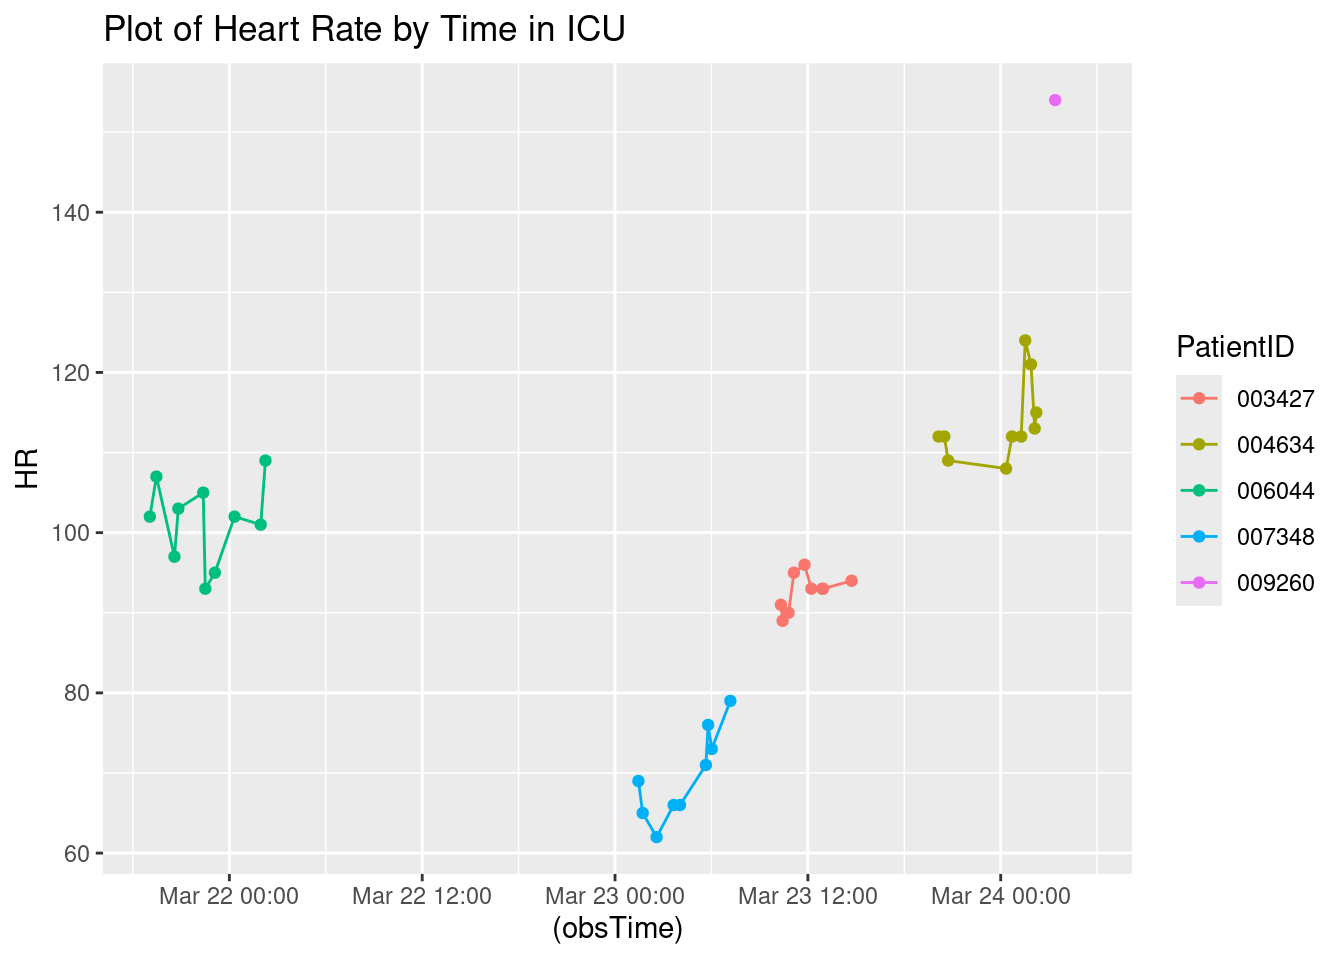 Plot of Heart Rate by Time in ICU
HR
140
120
100
80
60
Mar 22 00:00
Mar 22 12:00
Mar 23 00:00
Mar 23 12:00
Mar 24 00:00
(obsTime)
PatientID
003427
004634
006044
007348
009260